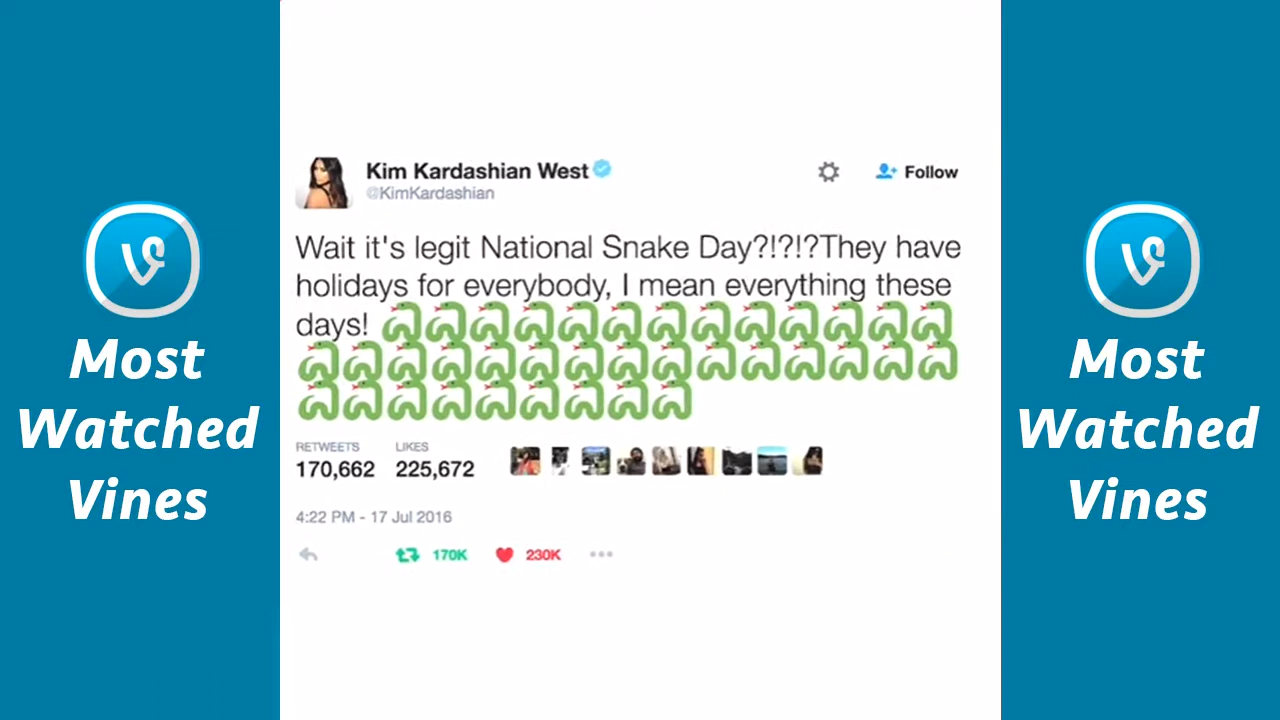 Most
Watched
Vines
Kim Kardashian West
@KimKardashian
Follow
Wait it's legit National Snake Day?!?!?They have
holidays for everybody, I mean everything these
days! 🐍🐍🐍🐍🐍🐍🐍🐍🐍🐍🐍🐍🐍
🐍🐍🐍🐍🐍🐍🐍🐍🐍🐍🐍🐍🐍🐍🐍
🐍🐍🐍🐍🐍🐍🐍🐍🐍
RETWEETS LIKES
170,662 225,672
4:22 PM - 17 Jul 2016
170K 230K
Most
Watched
Vines